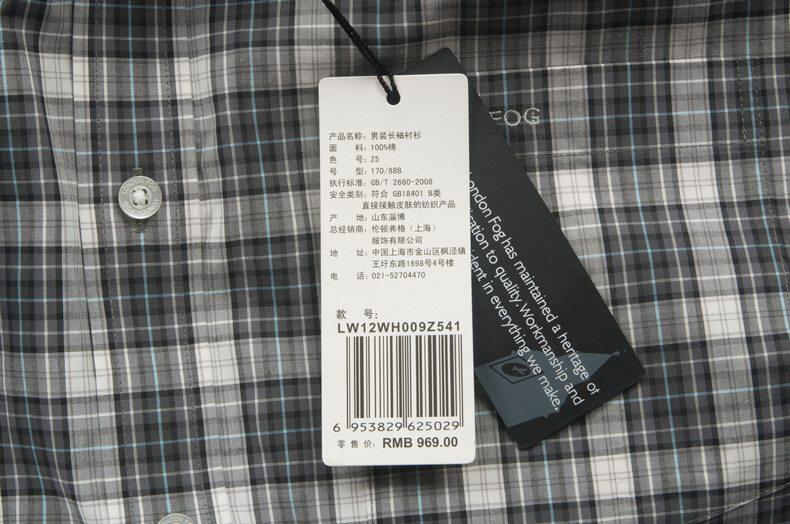 产品名称: 男装长袖衬衫
面 料: 100%棉
色 号: Z5
号 型: 170/88B
执行标准: GB/T 2660-2008
安全类别: 符合 GB18401 B类
直接接触皮肤的纺织产品
产 地: 山东淄博
总经销商: 伦顿弗格(上海)
服饰有限公司
地 址: 中国上海市金山区枫泾镇
王圩东路1698号4号楼
电 话: 021-52704470
款 号:
LW12WH009Z541
6 953829 625029
零售价: RMB 969.00
FOG
London Fog has maintained a heritage of
to quality. Workmanship and
in everything we make.